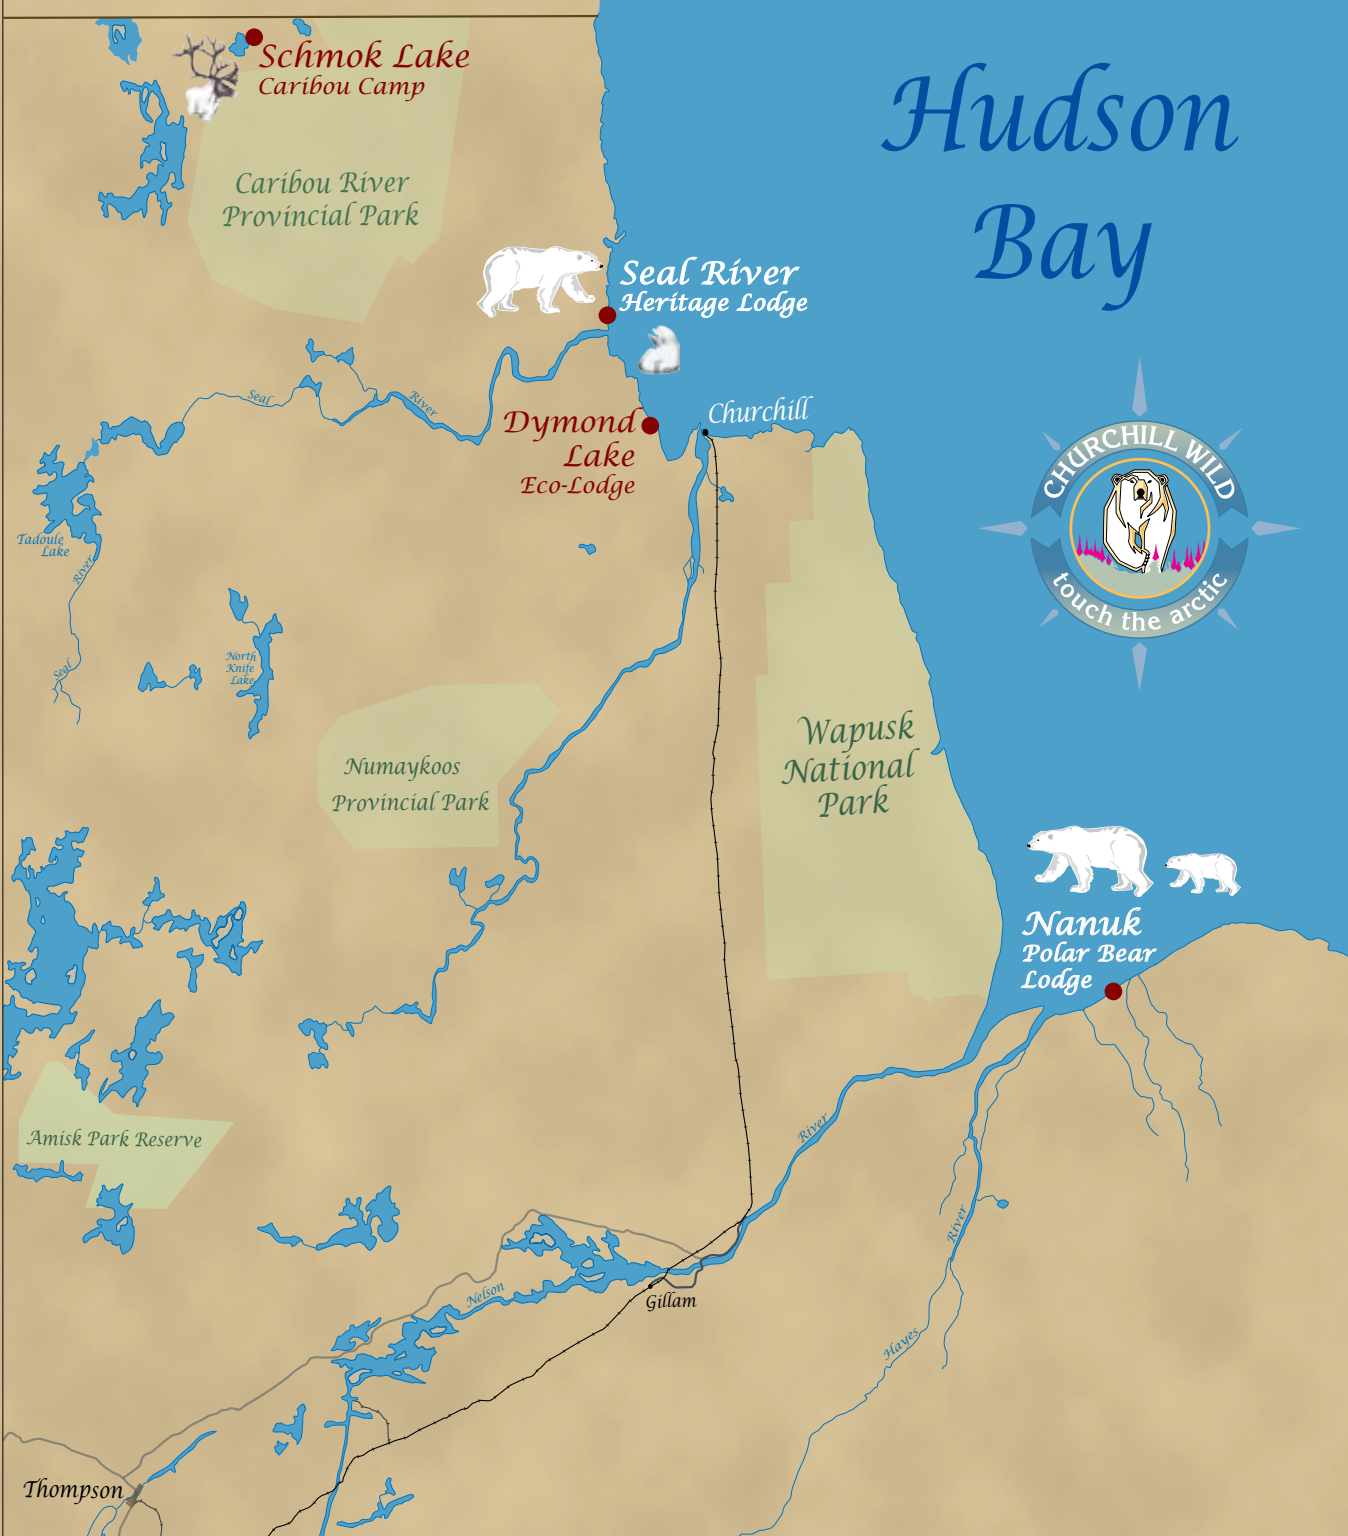 Schmok Lake
Caribou Camp
Hudson
Bay
Caribou River
Provincial Park
Seal River
Heritage Lodge
Seal
River
Dymond
Lake
Eco-Lodge
Churchill
CHURCHILL WILD
touch the arctic
Tadoule
Lake
River
Seal
North
Knife
Lake
Numaykoos
Provincial Park
Wapusk
National
Park
Nanuk
Polar Bear
Lodge
Amisk Park Reserve
River
River
Nelson
Gillam
Hayes
Thompson